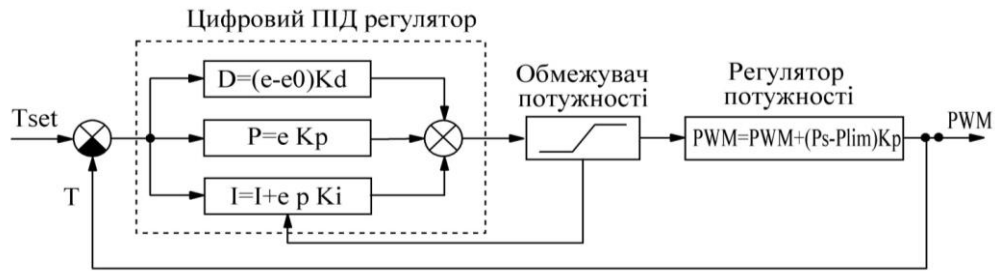 Цифровий ПІД регулятор
D=(e-e0)Kd
Обмежувач
потужності
Регулятор
потужності
Tset
P=e Kp
PWM=PWM+(Ps-Plim)Kp
PWM
T
I=I+e p Ki